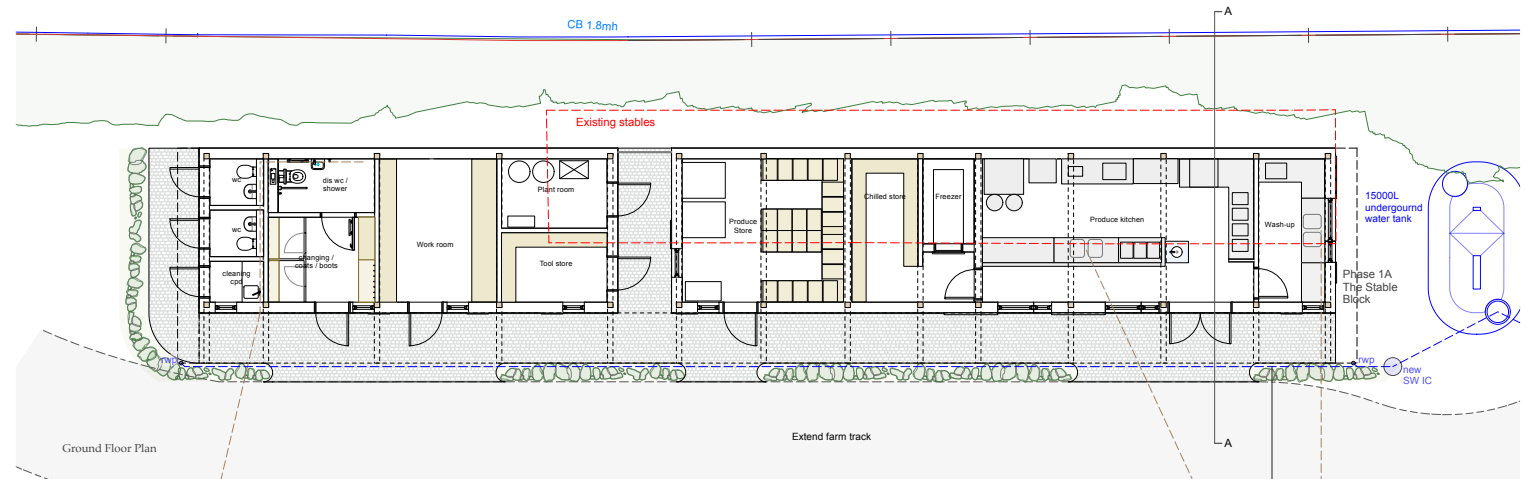 A
CB 1.8mh
Existing stables
wc
dis wc /
shower
Plant room
Produce
Store
Chilled store
Freezer
Produce kitchen
Wash-up
15000L
undergournd
water tank
wc
Work room
changing /
coats / boots
cleaning
cpd
Tool store
Phase 1A
The Stable
Block
rwp
rwp
new
SW IC
Extend farm track
A
Ground Floor Plan